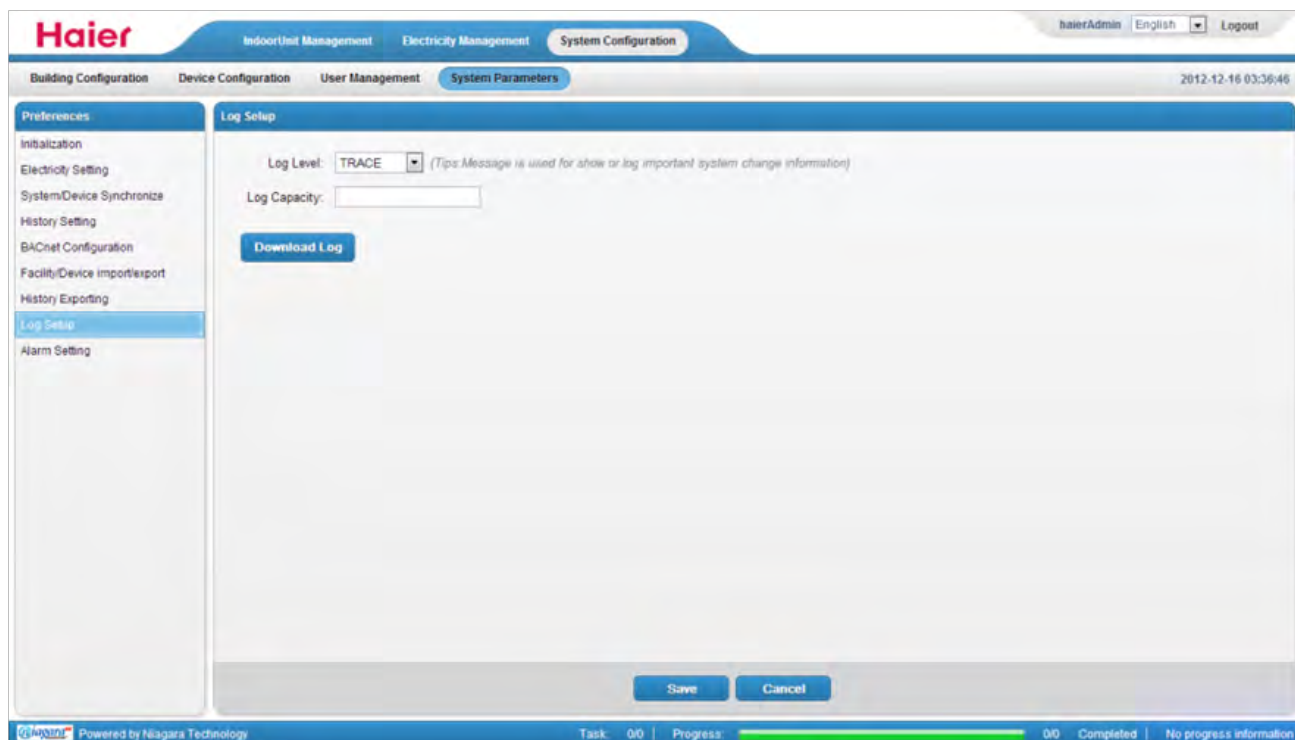 Haier
IndoorUnit Management Electricity Management System Configuration
haierAdmin English Logout
Building Configuration Device Configuration User Management System Parameters 2012-12-16 03:36:46
Preferences
Initialization
Electricity Setting
System/Device Synchronize
History Setting
BACnet Configuration
Facility/Device import/export
History Exporting
Log Setup
Alarm Setting
Log Setup
Log Level: TRACE (Tips:Message is used for show or log important system change information)
Log Capacity:
Download Log
Save Cancel
Powered by Niagara Technology Task: 0/0 Progress: 0/0 Completed No progress information